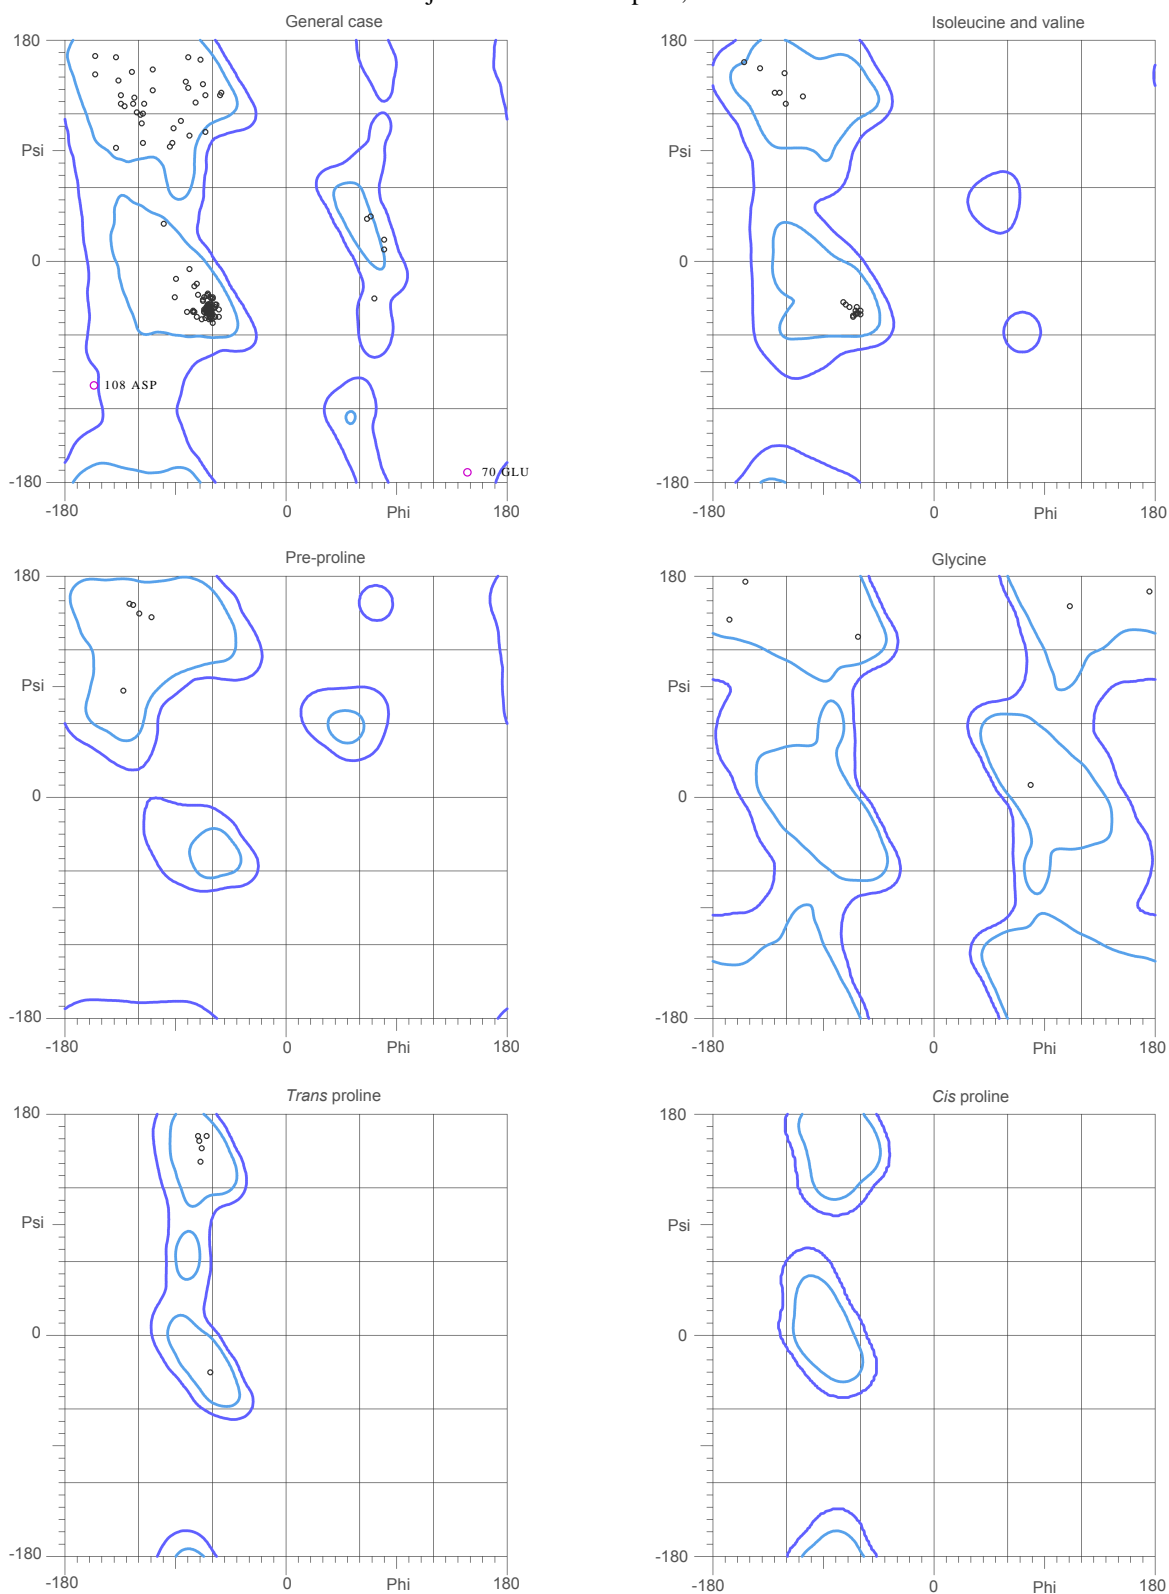 General case
180
Psi
0
-180
-180
0
Phi
180
108 ASP
70 GLU
Isoleucine and valine
180
Psi
0
-180
-180
0
Phi
180
Pre-proline
180
Psi
0
-180
-180
0
Phi
180
Glycine
180
Psi
0
-180
-180
0
Phi
180
Trans proline
180
Psi
0
-180
-180
0
Phi
180
Cis proline
180
Psi
0
-180
-180
0
Phi
180